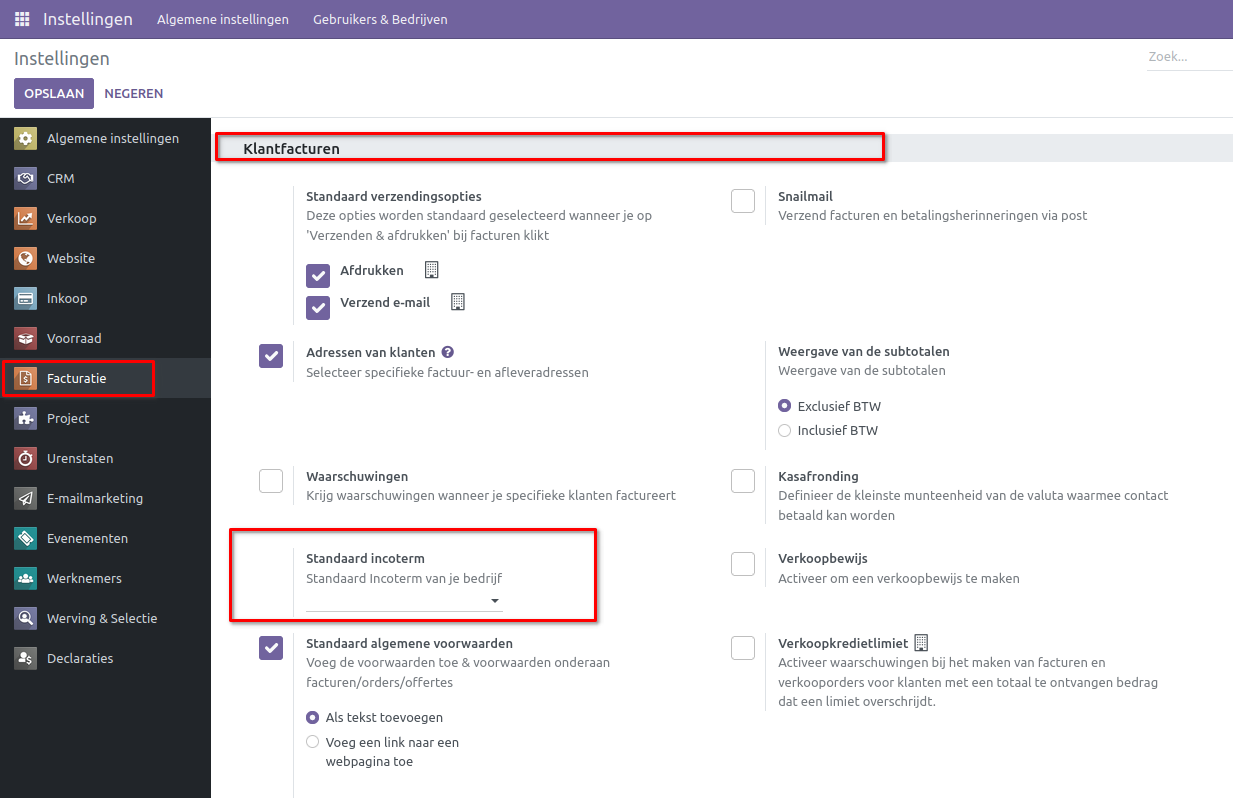 Instellingen Algemene instellingen Gebruikers & Bedrijven
Instellingen
Zoek...
OPSLAAN NEGEREN
Algemene instellingen
CRM
Verkoop
Website
Inkoop
Voorraad
Facturatie
Project
Urenstaten
E-mailmarketing
Evenementen
Werknemers
Werving & Selectie
Declaraties
Klantfacturen
Standaard verzendingsopties
Deze opties worden standaard geselecteerd wanneer je op
'Verzenden & afdrukken' bij facturen klikt
Afdrukken
Verzend e-mail
Snailmail
Verzend facturen en betalingsherinneringen via post
Adressen van klanten
Selecteer specifieke factuur- en afleveradressen
Weergave van de subtotalen
Weergave van de subtotalen
Exclusief BTW
Inclusief BTW
Waarschuwingen
Krijg waarschuwingen wanneer je specifieke klanten factureert
Kasafronding
Definieer de kleinste munteenheid van de valuta waarmee contact
betaald kan worden
Standaard incoterm
Standaard Incoterm van je bedrijf
Verkoopbewijs
Activeer om een verkoopbewijs te maken
Standaard algemene voorwaarden
Voeg de voorwaarden toe & voorwaarden onderaan
facturen/orders/offertes
Als tekst toevoegen
Voeg een link naar een
webpagina toe
Verkoopkredietlimiet
Activeer waarschuwingen bij het maken van facturen en
verkooporders voor klanten met een totaal te ontvangen bedrag
dat een limiet overschrijdt.